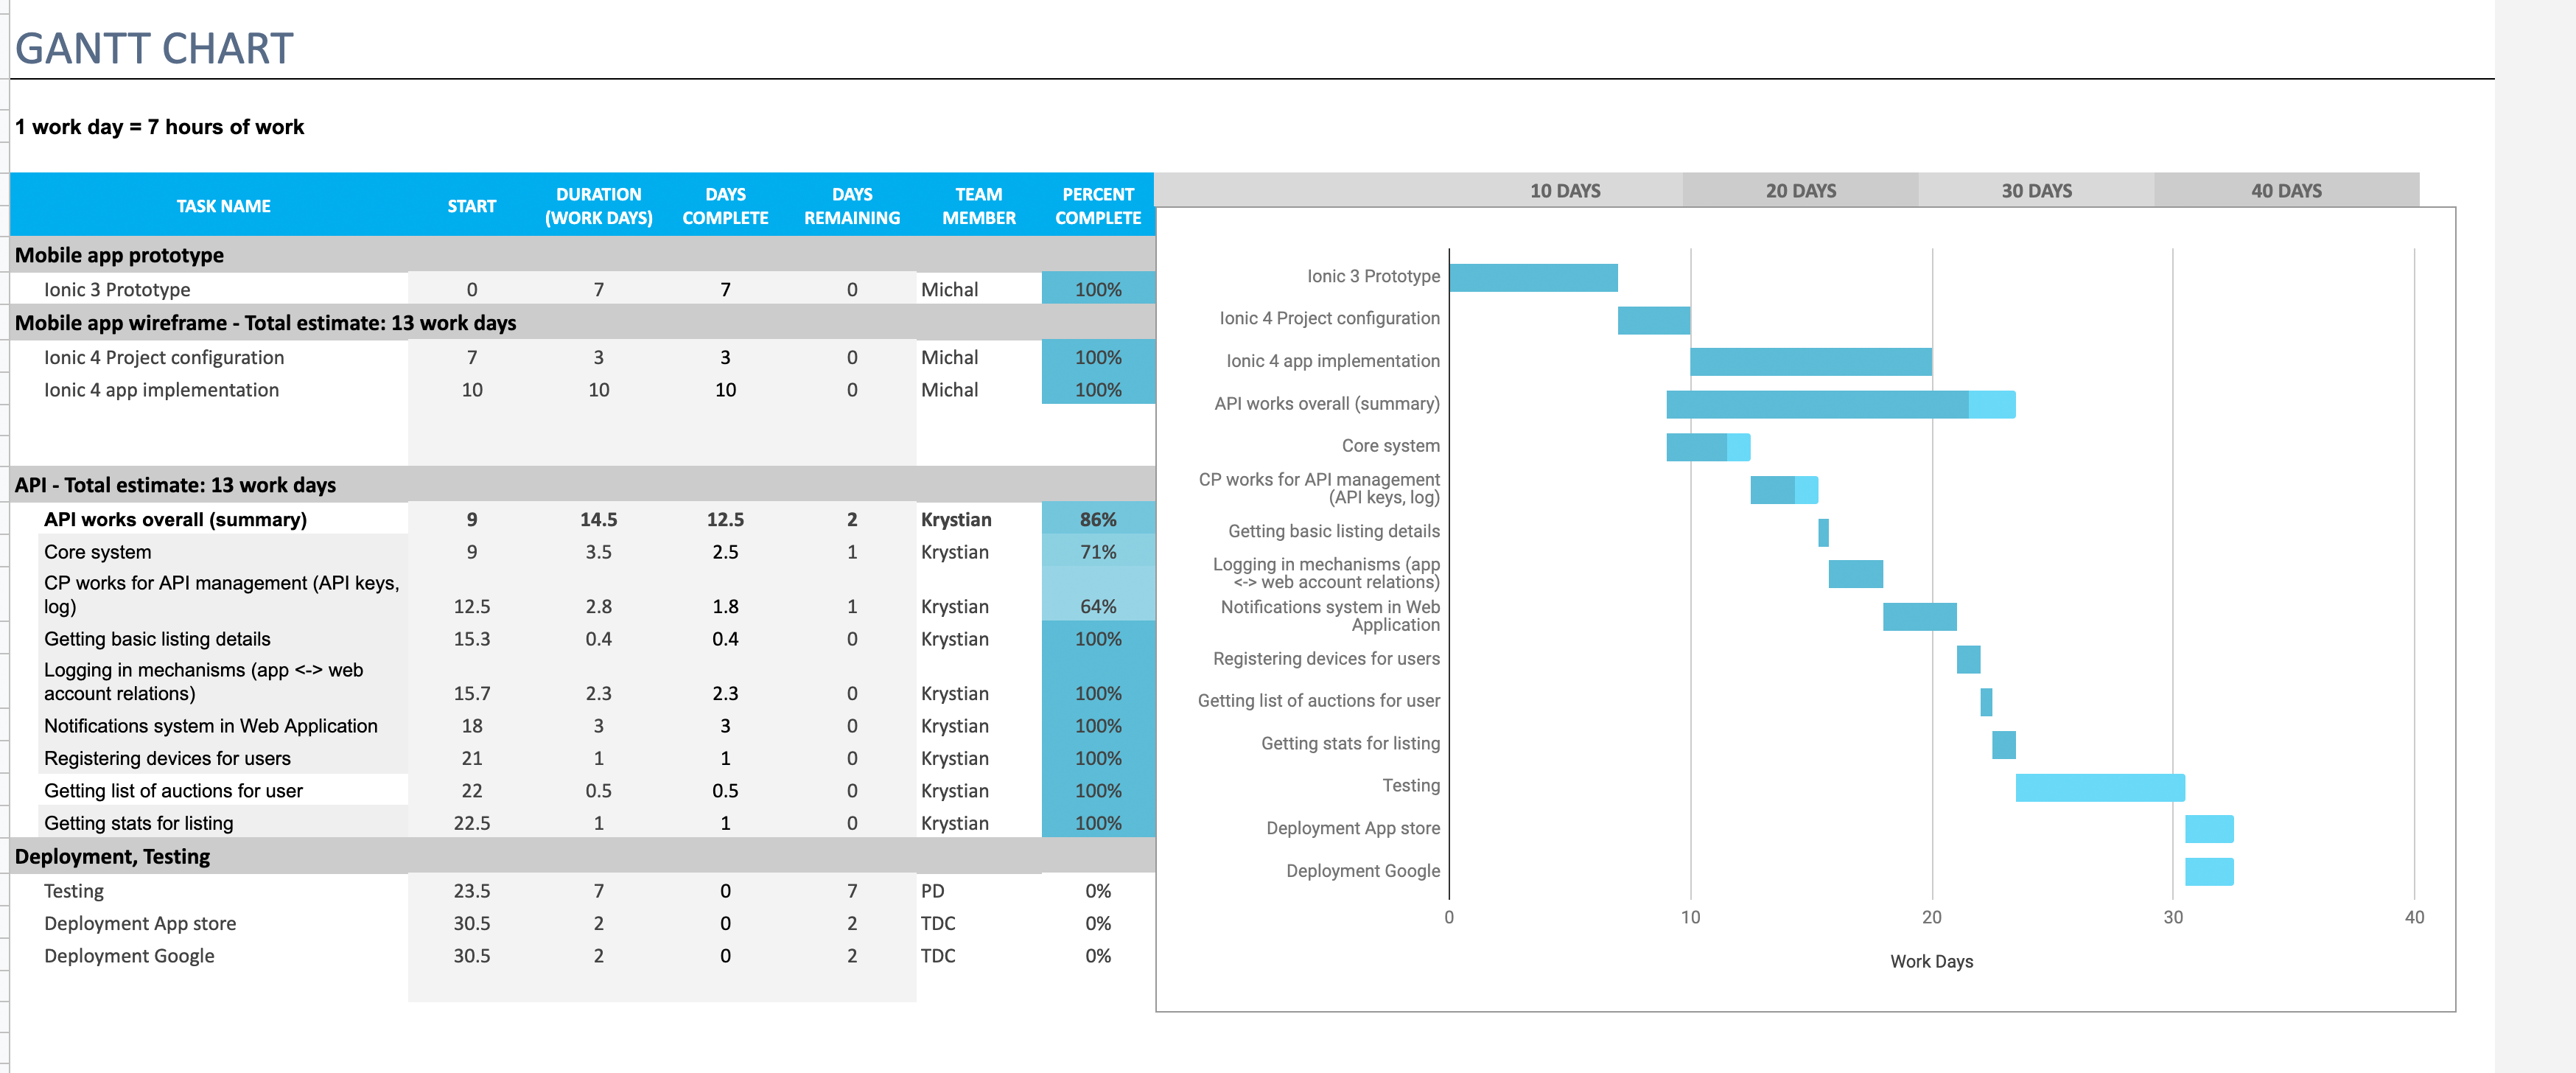 GANTT CHART
1 work day = 7 hours of work
TASK NAME START DURATION (WORK DAYS) DAYS COMPLETE DAYS REMAINING TEAM MEMBER PERCENT COMPLETE
Mobile app prototype
Ionic 3 Prototype 0 7 7 0 Michal 100%
Mobile app wireframe - Total estimate: 13 work days
Ionic 4 Project configuration 7 3 3 0 Michal 100%
Ionic 4 app implementation 10 10 10 0 Michal 100%
API - Total estimate: 13 work days
API works overall (summary) 9 14.5 12.5 2 Krystian 86%
Core system 9 3.5 2.5 1 Krystian 71%
CP works for API management (API keys,
log) 12.5 2.8 1.8 1 Krystian 64%
Getting basic listing details 15.3 0.4 0.4 0 Krystian 100%
Logging in mechanisms (app <-> web
account relations) 15.7 2.3 2.3 0 Krystian 100%
Notifications system in Web Application 18 3 3 0 Krystian 100%
Registering devices for users 21 1 1 0 Krystian 100%
Getting list of auctions for user 22 0.5 0.5 0 Krystian 100%
Getting stats for listing 22.5 1 1 0 Krystian 100%
Deployment, Testing
Testing 23.5 7 0 7 PD 0%
Deployment App store 30.5 2 0 2 TDC 0%
Deployment Google 30.5 2 0 2 TDC 0%
10 DAYS 20 DAYS 30 DAYS 40 DAYS
Ionic 3 Prototype
Ionic 4 Project configuration
Ionic 4 app implementation
API works overall (summary)
Core system
CP works for API management
(API keys, log)
Getting basic listing details
Logging in mechanisms (app
<-> web account relations)
Notifications system in Web
Application
Registering devices for users
Getting list of auctions for user
Getting stats for listing
Testing
Deployment App store
Deployment Google
0 10 20 30 40
Work Days